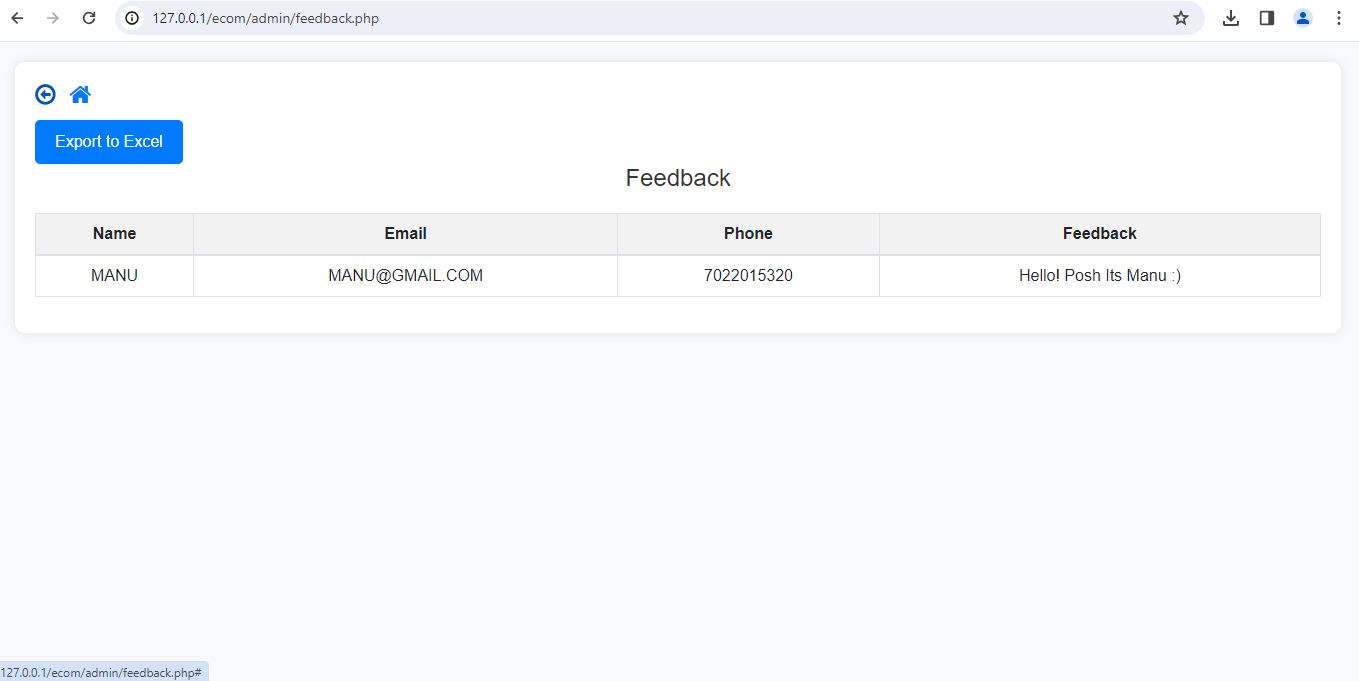 127.0.0.1/ecom/admin/feedback.php
Export to Excel
Feedback
Name Email Phone Feedback
MANU MANU@GMAIL.COM 7022015320 Hello! Posh Its Manu :)
127.0.0.1/ecom/admin/feedback.php#